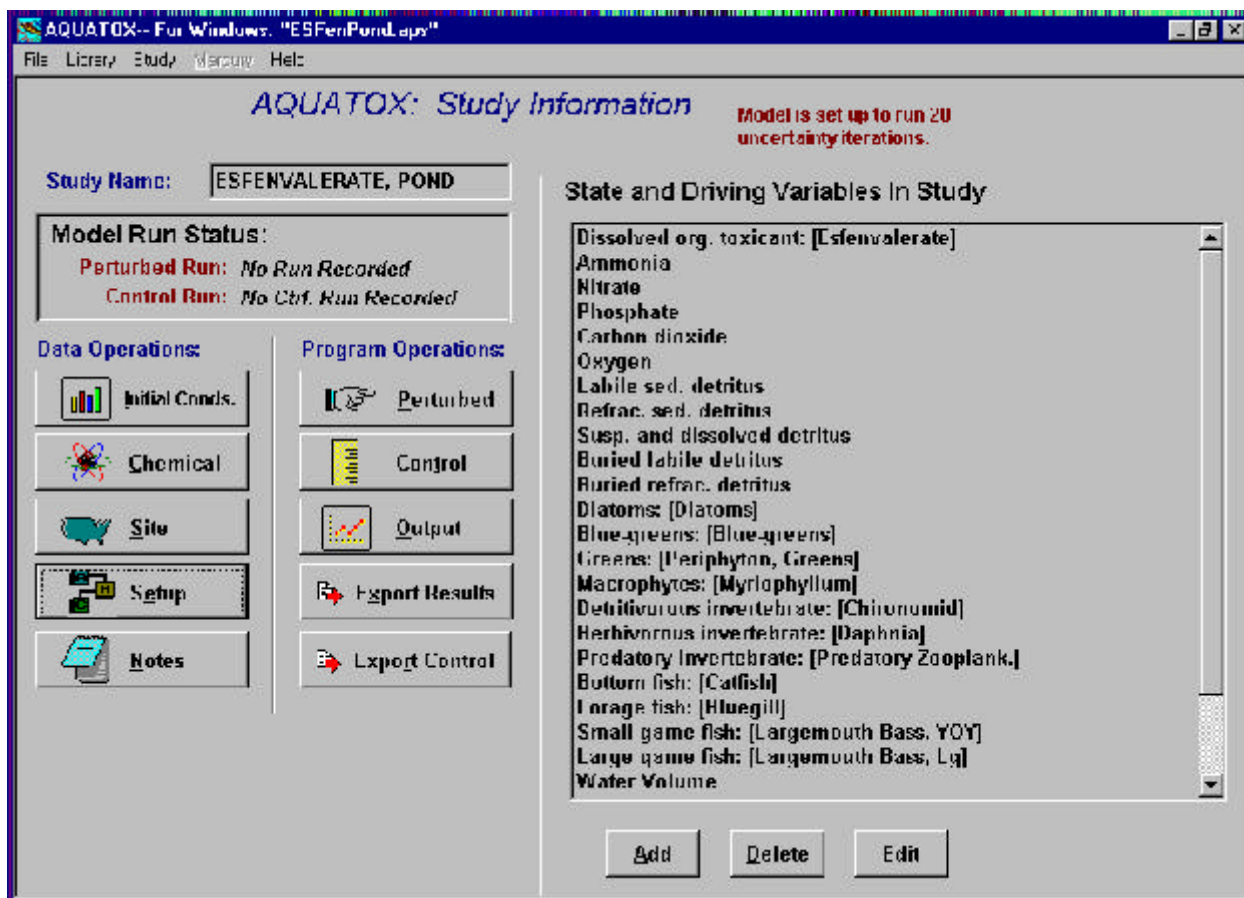 AQUATOX-- For Windows. "ESFenPond.aps"
File Library Study Mercury Help
AQUATOX: Study Information
Model is set up to run 20
uncertainty iterations.
Study Name: ESFENVALERATE, POND
Model Run Status:
Perturbed Run: No Run Recorded
Control Run: No Ctrl. Run Recorded
Data Operations:
Initial Conds.
Chemical
Site
Setup
Notes
Program Operations:
Perturbed
Control
Output
Export Results
Export Control
State and Driving Variables In Study
Dissolved org. toxicant: [Esfenvalerate]
Ammonia
Nitrate
Phosphate
Carbon dioxide
Oxygen
Labile sed. detritus
Refrac. sed. detritus
Susp. and dissolved detritus
Buried labile detritus
Buried refrac. detritus
Diatoms: [Diatoms]
Blue-greens: [Blue-greens]
Greens: [Periphyton, Greens]
Macrophytes: [Myriophyllum]
Detritivorous invertebrate: [Chironomid]
Herbivorous invertebrate: [Daphnia]
Predatory Invertebrate: [Predatory Zooplank.]
Bottom fish: [Catfish]
Forage fish: [Bluegill]
Small game fish: [Largemouth Bass, YOY]
Large game fish: [Largemouth Bass, Lg]
Water Volume
Add Delete Edit